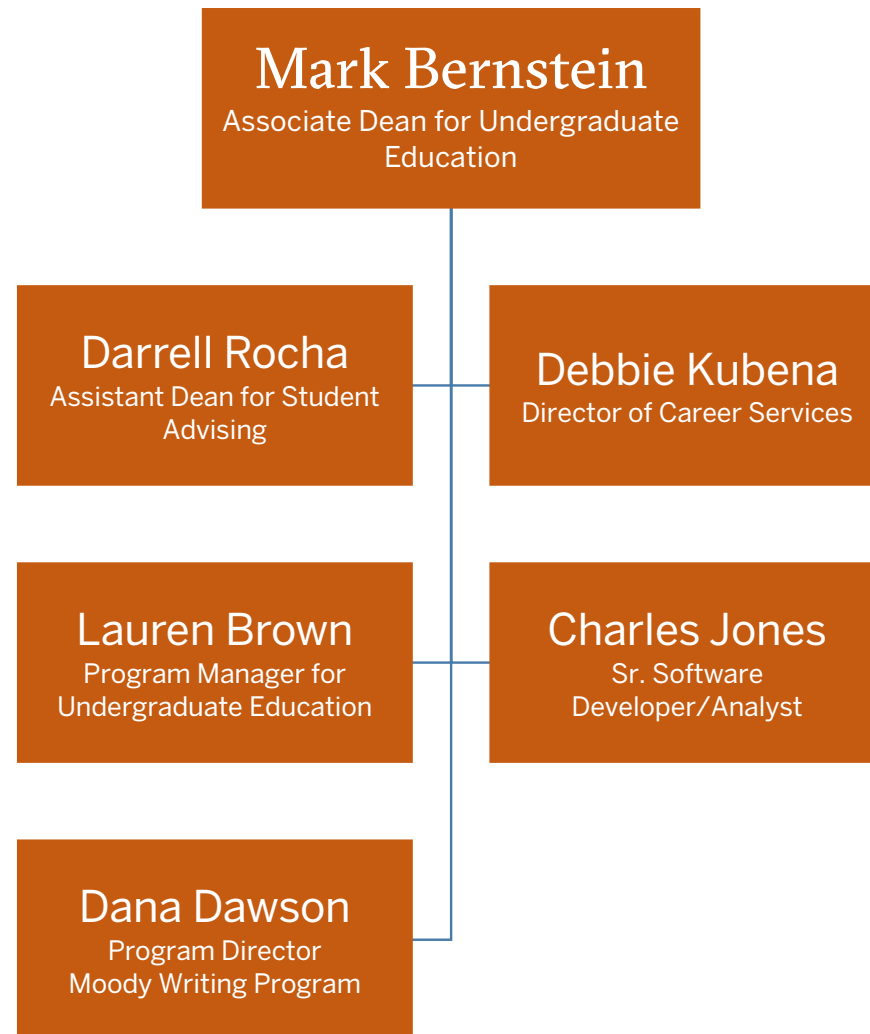 Mark Bernstein
Associate Dean for Undergraduate
Education
Darrell Rocha
Assistant Dean for Student
Advising
Debbie Kubena
Director of Career Services
Lauren Brown
Program Manager for
Undergraduate Education
Charles Jones
Sr. Software
Developer/Analyst
Dana Dawson
Program Director
Moody Writing Program